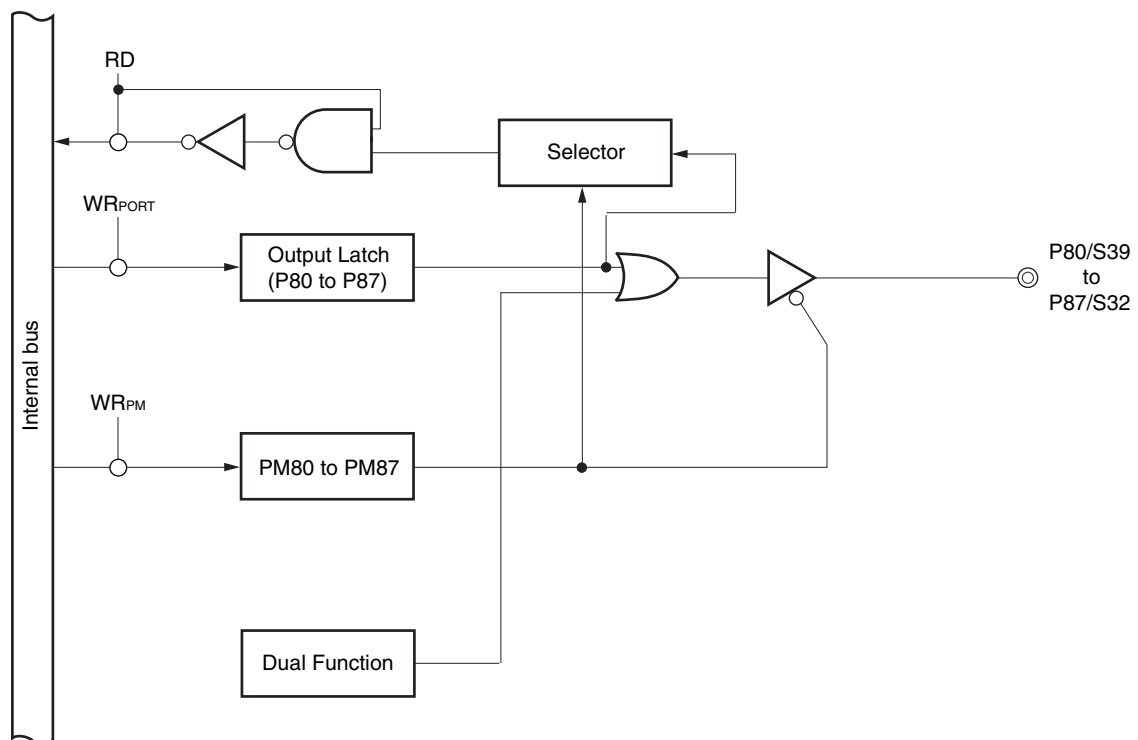 RD
Selector
WRPORT
Output Latch
(P80 to P87)
P80/S39
to
P87/S32
Internal bus
WRPM
PM80 to PM87
Dual Function